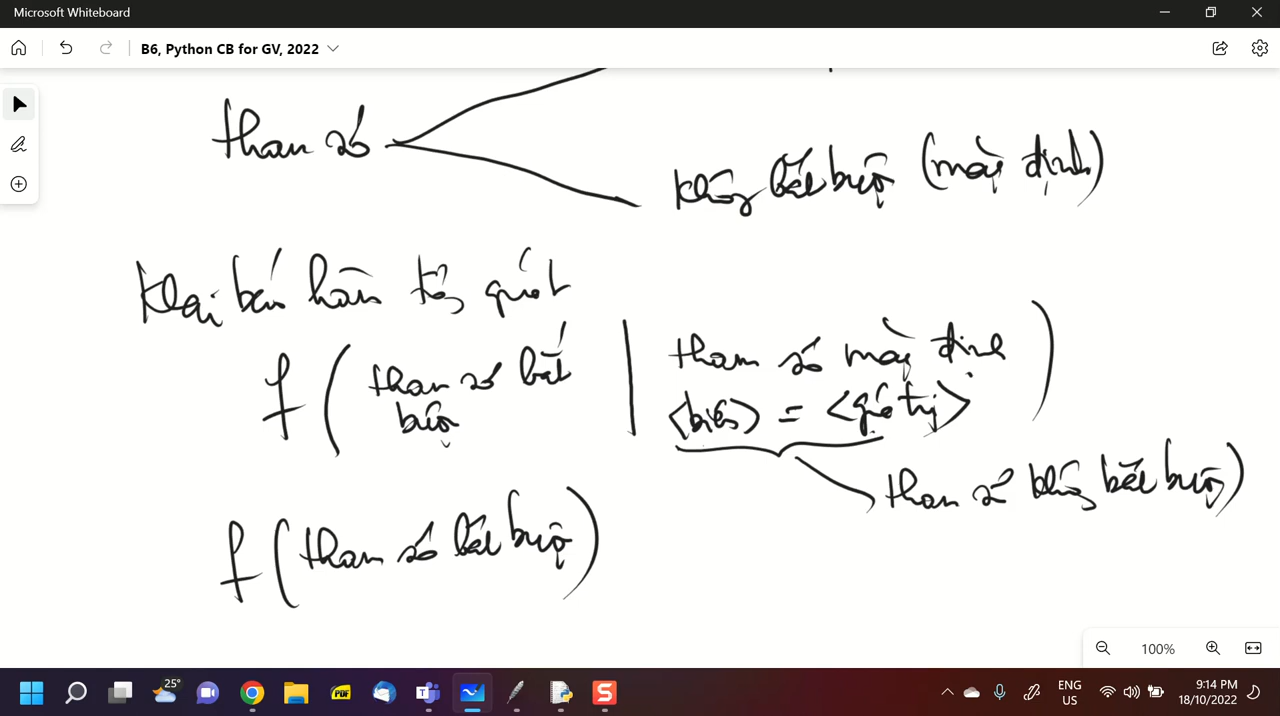 Microsoft Whiteboard
B6, Python CB for GV, 2022
tham số
không bắt buộc (mặc định)
Khai báo hàm tổng quát
f ( tham số bắt buộc | tham số mặc định )
<biến> = <giá trị>
tham số không bắt buộc )
f ( tham số bắt buộc )
100%
25°
PDF
S
ENG
US
9:14 PM
18/10/2022